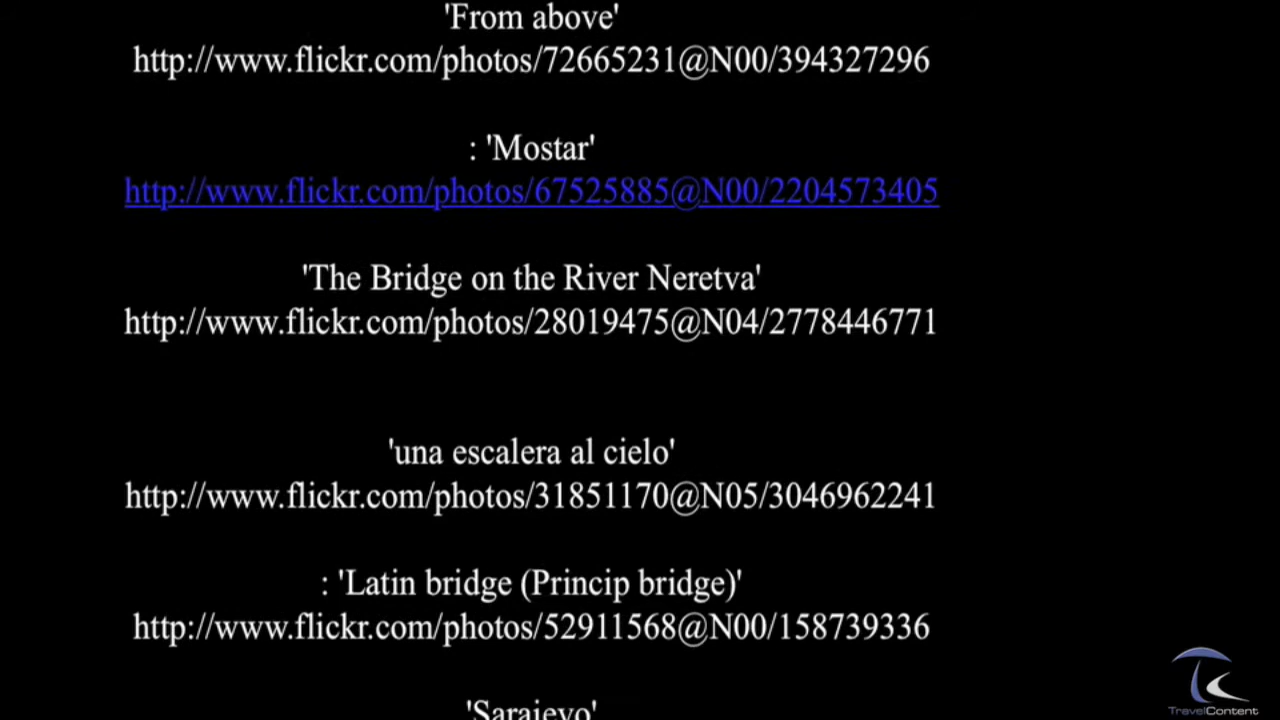 'From above'
http://www.flickr.com/photos/72665231@N00/394327296
: 'Mostar'
http://www.flickr.com/photos/67525885@N00/2204573405
'The Bridge on the River Neretva'
http://www.flickr.com/photos/28019475@N04/2778446771
'una escalera al cielo'
http://www.flickr.com/photos/31851170@N05/3046962241
: 'Latin bridge (Princip bridge)'
http://www.flickr.com/photos/52911568@N00/158739336
'Sarajevo'
TravelContent